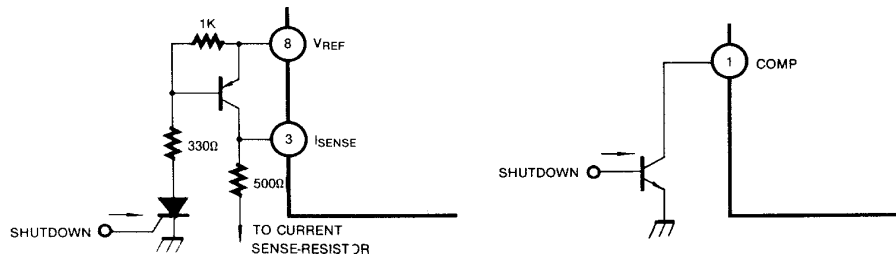 1K
8 VREF
1 COMP
330Ω
3 ISENSE
500Ω
SHUTDOWN
SHUTDOWN
TO CURRENT
SENSE-RESISTOR